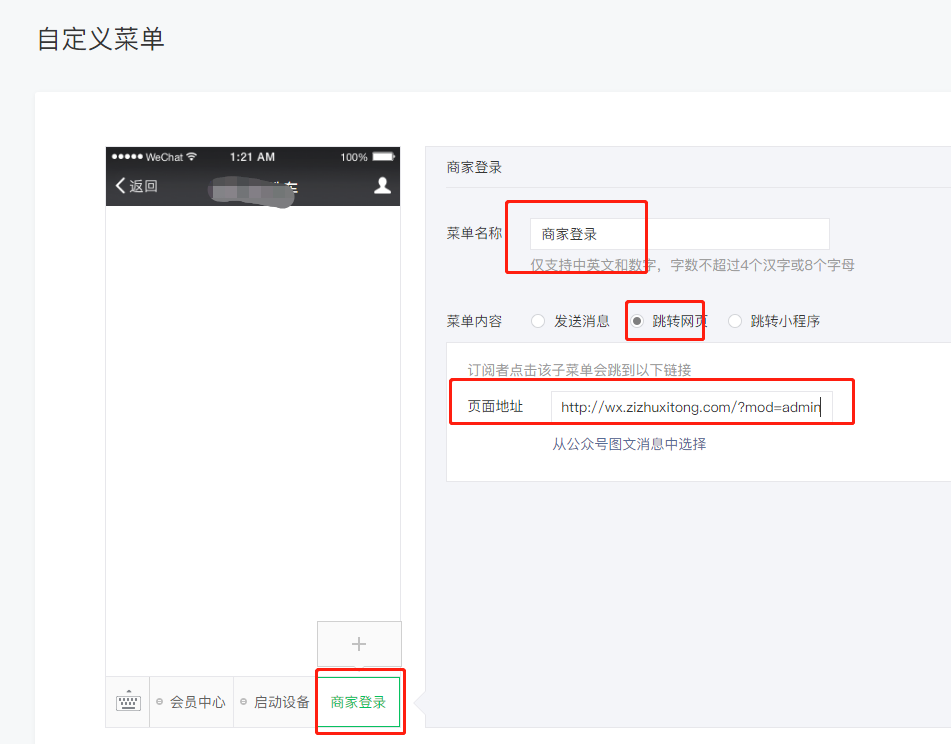 自定义菜单
WeChat 1:21 AM 100%
返回 车
商家登录
菜单名称 商家登录
仅支持中英文和数字，字数不超过4个汉字或8个字母
菜单内容 发送消息 跳转网页 跳转小程序
订阅者点击该子菜单会跳到以下链接
页面地址 http://wx.zizhuxitong.com/?mod=admin
从公众号图文消息中选择
+
会员中心 启动设备 商家登录